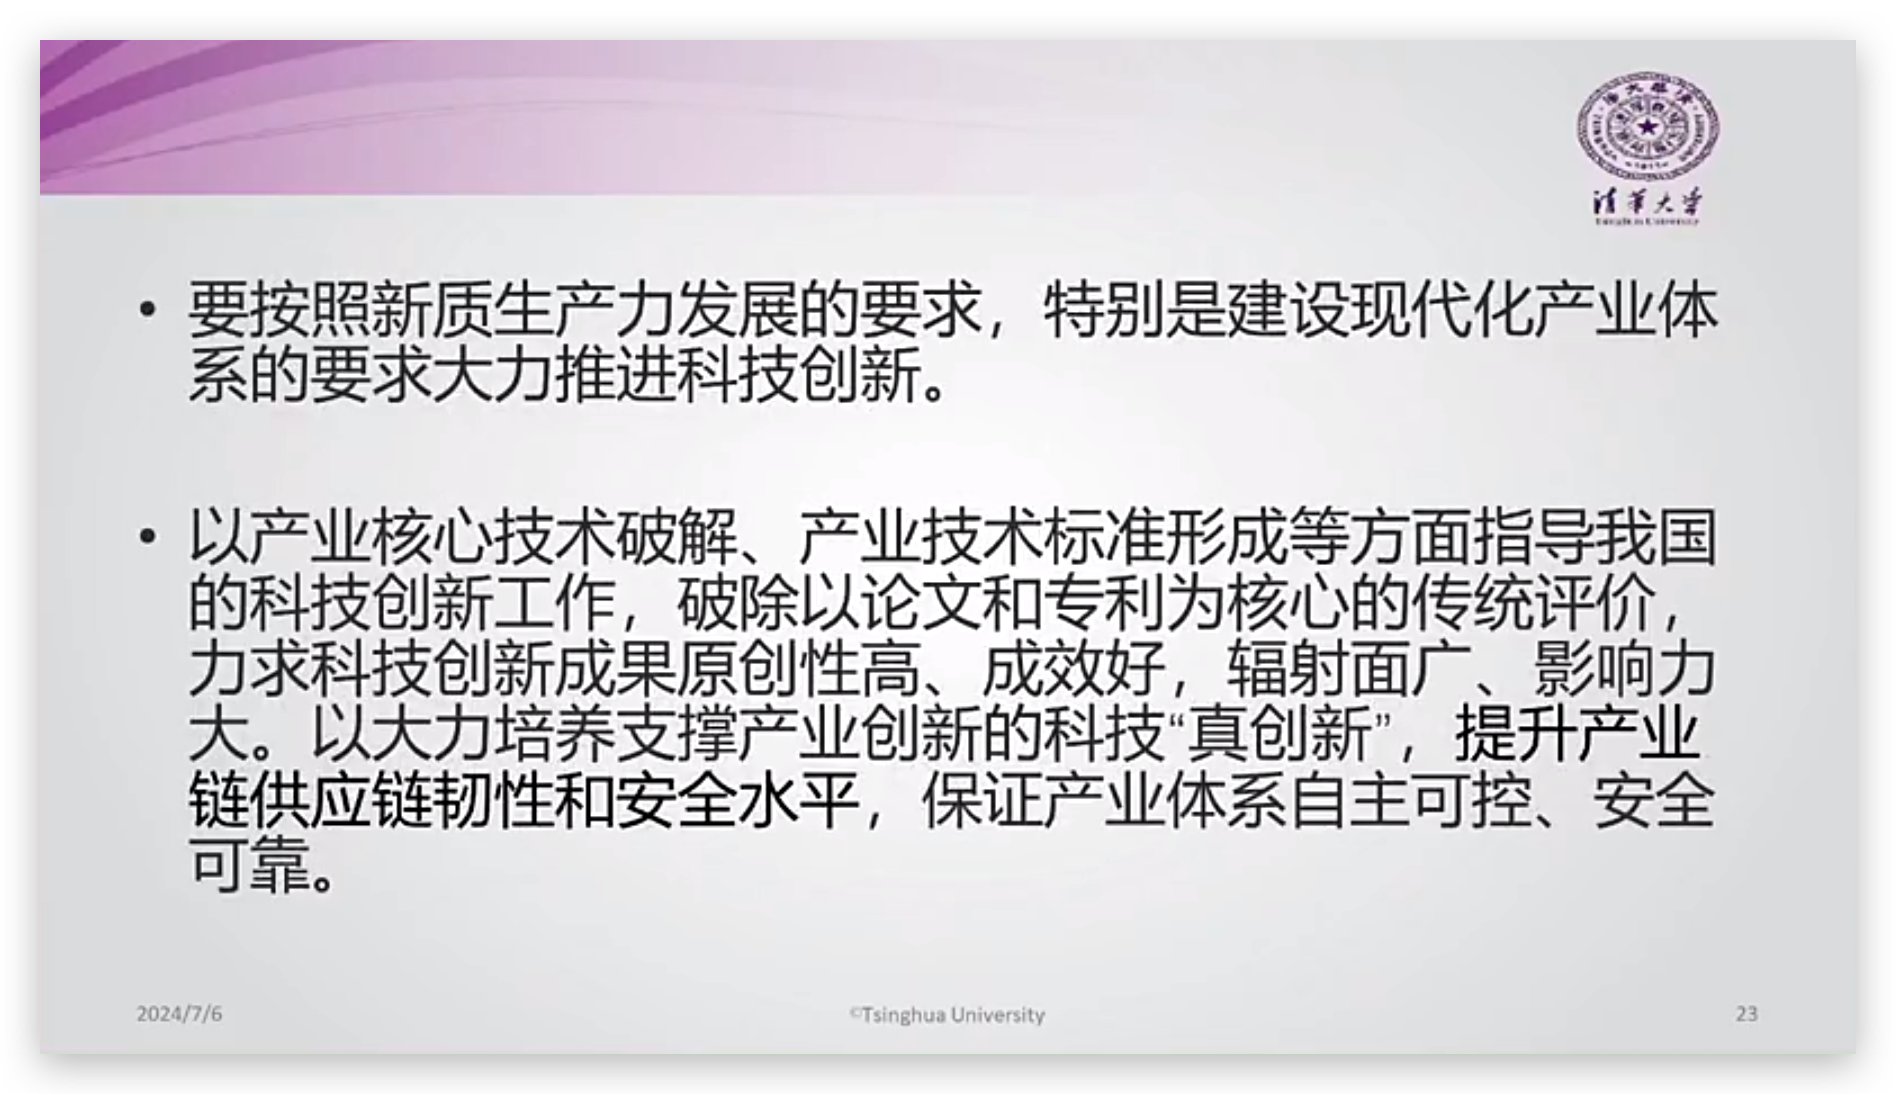 清华大学
Tsinghua University
• 要按照新质生产力发展的要求，特别是建设现代化产业体
系的要求大力推进科技创新。
• 以产业核心技术破解、产业技术标准形成等方面指导我国
的科技创新工作，破除以论文和专利为核心的传统评价，
力求科技创新成果原创性高、成效好，辐射面广、影响力
大。以大力培养支撑产业创新的科技“真创新”，提升产业
链供应链韧性和安全水平，保证产业体系自主可控、安全
可靠。
2024/7/6
©Tsinghua University
23